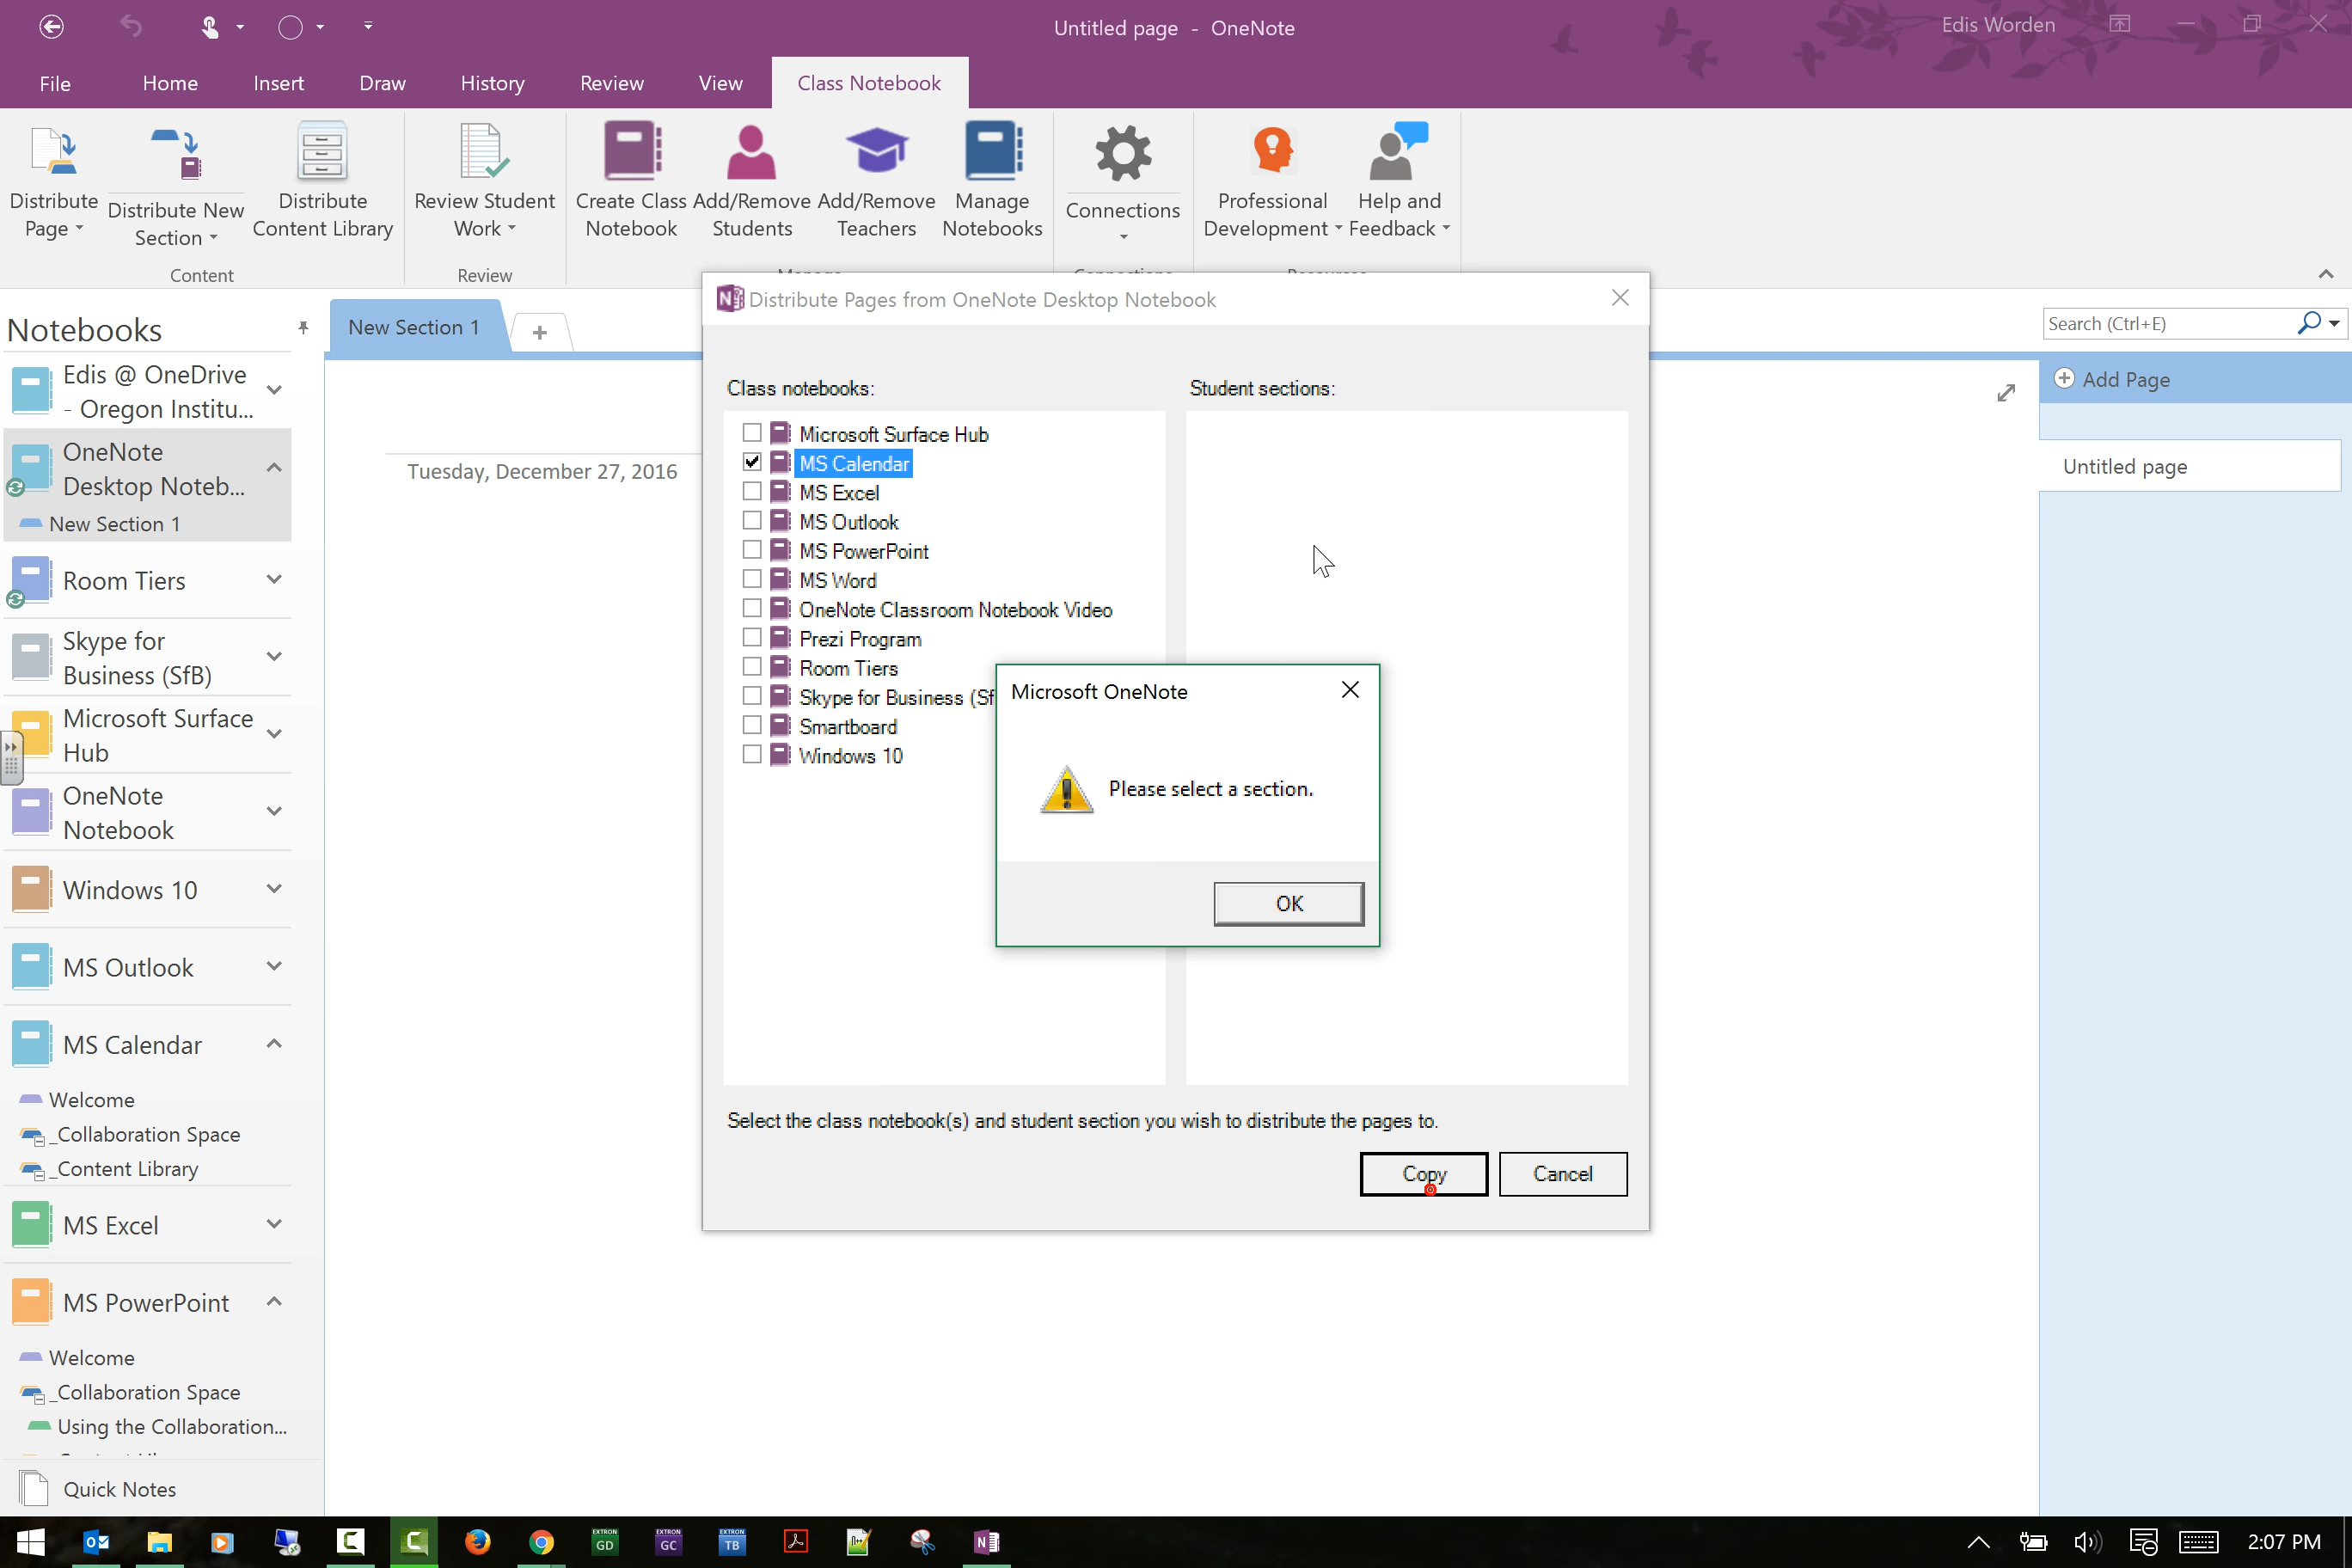 Untitled page - OneNote
Edis Worden
File
Home
Insert
Draw
History
Review
View
Class Notebook
Distribute
Page
Distribute New
Section
Distribute
Content Library
Review Student
Work
Create Class
Notebook
Add/Remove
Students
Add/Remove
Teachers
Manage
Notebooks
Connections
Professional
Development
Help and
Feedback
Content
Review
Distribute Pages from OneNote Desktop Notebook
Notebooks
New Section 1
Search (Ctrl+E)
Edis @ OneDrive
- Oregon Institu...
OneNote
Desktop Noteb...
New Section 1
Room Tiers
Skype for
Business (SfB)
Microsoft Surface
Hub
OneNote
Notebook
Windows 10
MS Outlook
MS Calendar
Welcome
_Collaboration Space
_Content Library
MS Excel
MS PowerPoint
Welcome
_Collaboration Space
Using the Collaboration...
Quick Notes
Tuesday, December 27, 2016
Class notebooks:
Microsoft Surface Hub
MS Calendar
MS Excel
MS Outlook
MS PowerPoint
MS Word
OneNote Classroom Notebook Video
Prezi Program
Room Tiers
Skype for Business (Sf
Smartboard
Windows 10
Student sections:
Microsoft OneNote
Please select a section.
OK
Select the class notebook(s) and student section you wish to distribute the pages to.
Copy
Cancel
Add Page
Untitled page
EXTRON
GD
EXTRON
GC
EXTRON
TB
2:07 PM